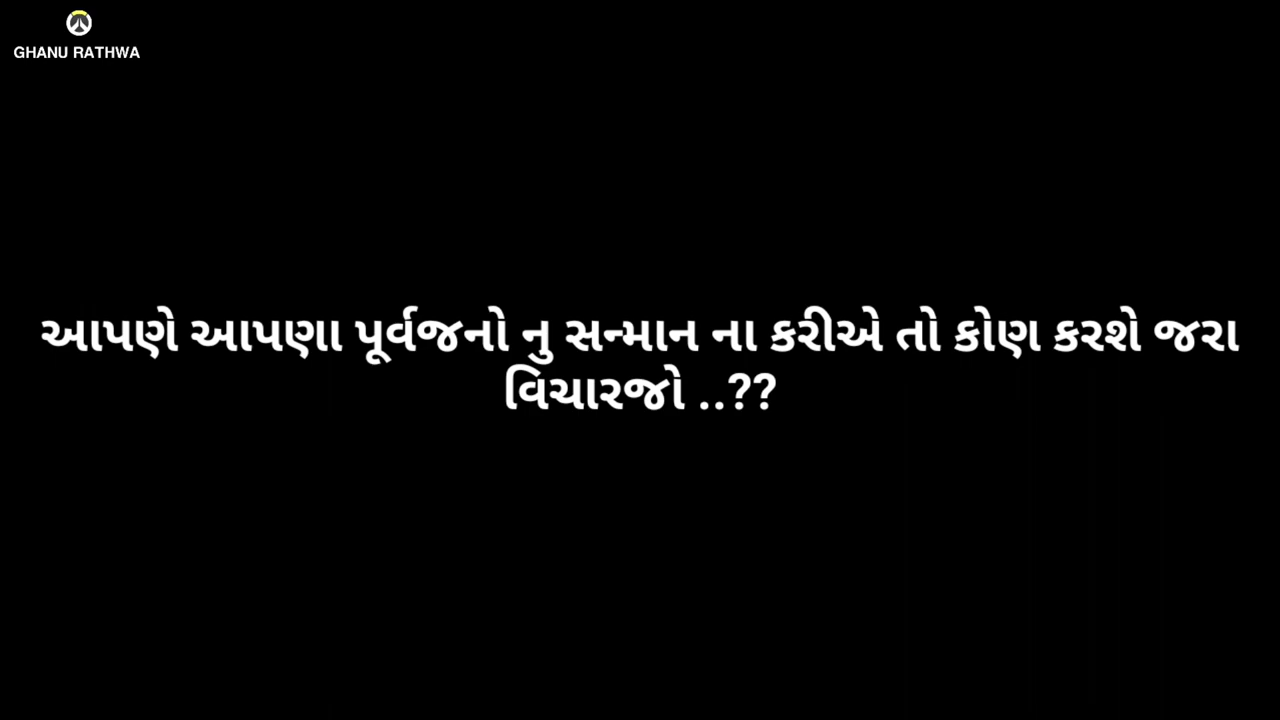 GHANU RATHWA
આપણે આપણા પૂર્વજનો નુ સન્માન ના કરીએ તો કોણ કરશે જરા
વિચારજો ..??